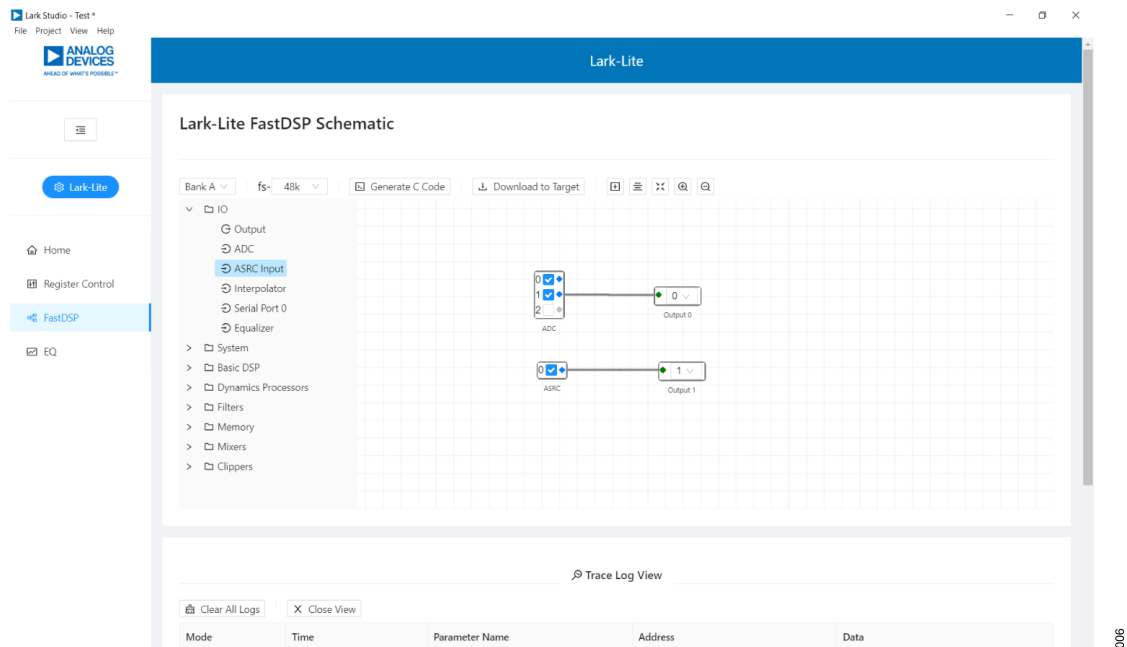 Lark Studio - Test *
File Project View Help
ANALOG
DEVICES
AHEAD OF WHAT'S POSSIBLE™
Lark-Lite
Lark-Lite
Home
Register Control
FastDSP
EQ
Lark-Lite FastDSP Schematic
Bank A fs- 48k Generate C Code Download to Target
IO
Output
ADC
ASRC Input
Interpolator
Serial Port 0
Equalizer
System
Basic DSP
Dynamics Processors
Filters
Memory
Mixers
Clippers
0
1
2
ADC
0
Output 0
0
ASRC
1
Output 1
Trace Log View
Clear All Logs X Close View
Mode Time Parameter Name Address Data
006